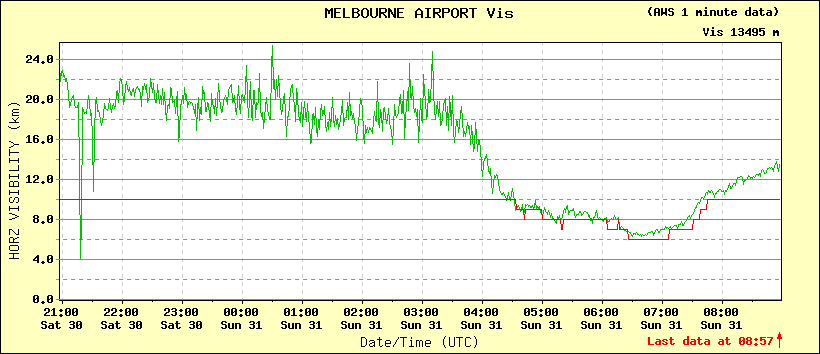 MELBOURNE AIRPORT Vis
(AWS 1 minute data)
Vis 13495 m
HORZ VISIBILITY (km)
24.0
20.0
16.0
12.0
8.0
4.0
0.0
21:00 22:00 23:00 00:00 01:00 02:00 03:00 04:00 05:00 06:00 07:00 08:00
Sat 30 Sat 30 Sat 30 Sun 31 Sun 31 Sun 31 Sun 31 Sun 31 Sun 31 Sun 31 Sun 31 Sun 31
Date/Time (UTC)
Last data at 08:57